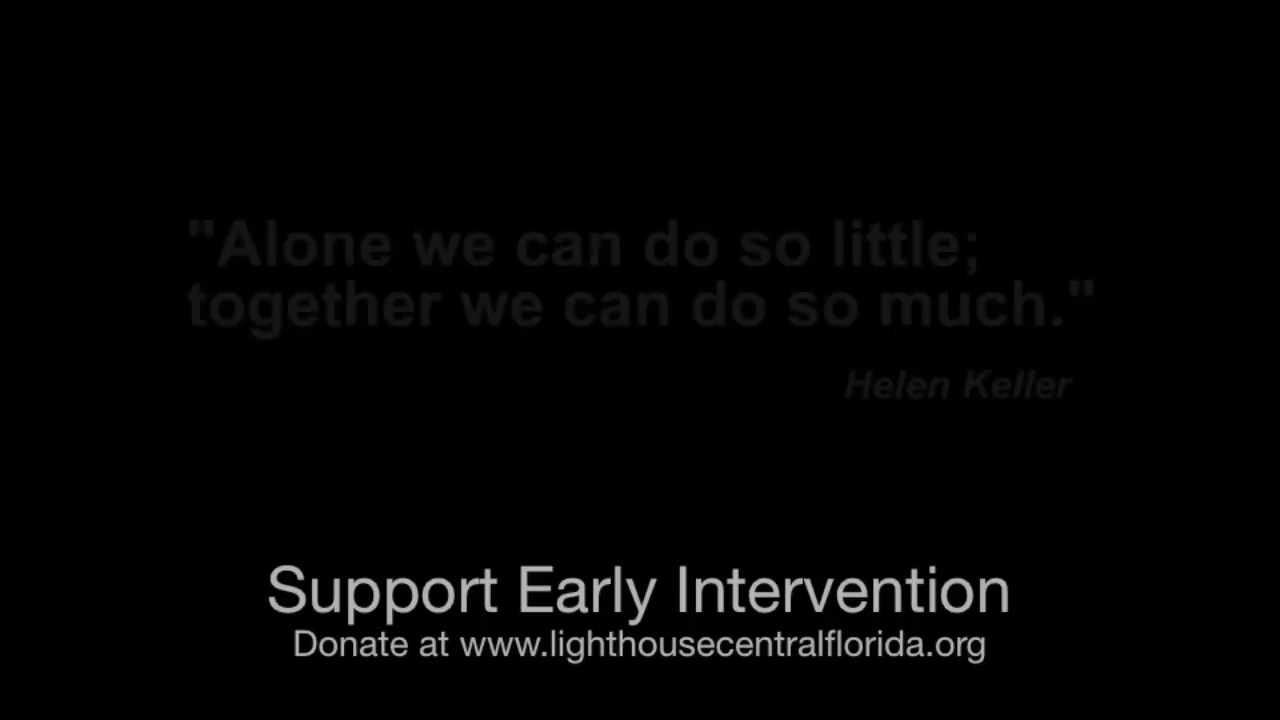 "Alone we can do so little;
together we can do so much."
Helen Keller
Support Early Intervention
Donate at www.lighthousecentralflorida.org